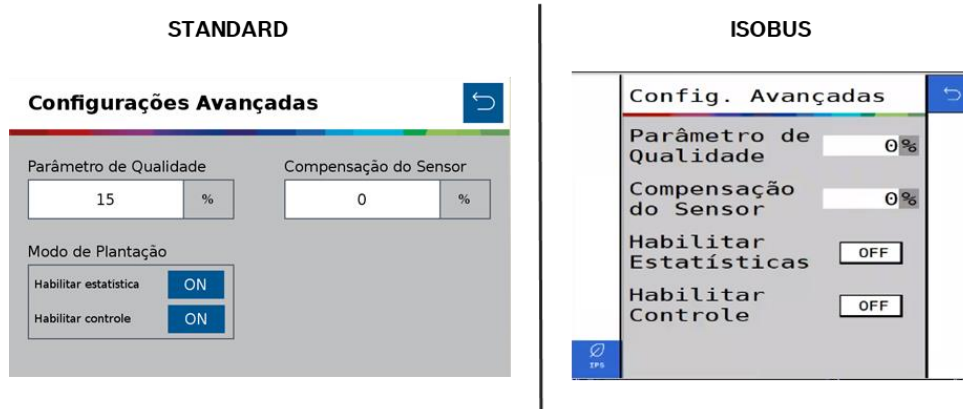 STANDARD
Configurações Avançadas
Parâmetro de Qualidade
15 %
Compensação do Sensor
0 %
Modo de Plantação
Habilitar estatística ON
Habilitar controle ON
ISOBUS
Config. Avançadas
Parâmetro de
Qualidade
0%
Compensação
do Sensor
0%
Habilitar
Estatísticas
OFF
Habilitar
Controle
OFF
IPS